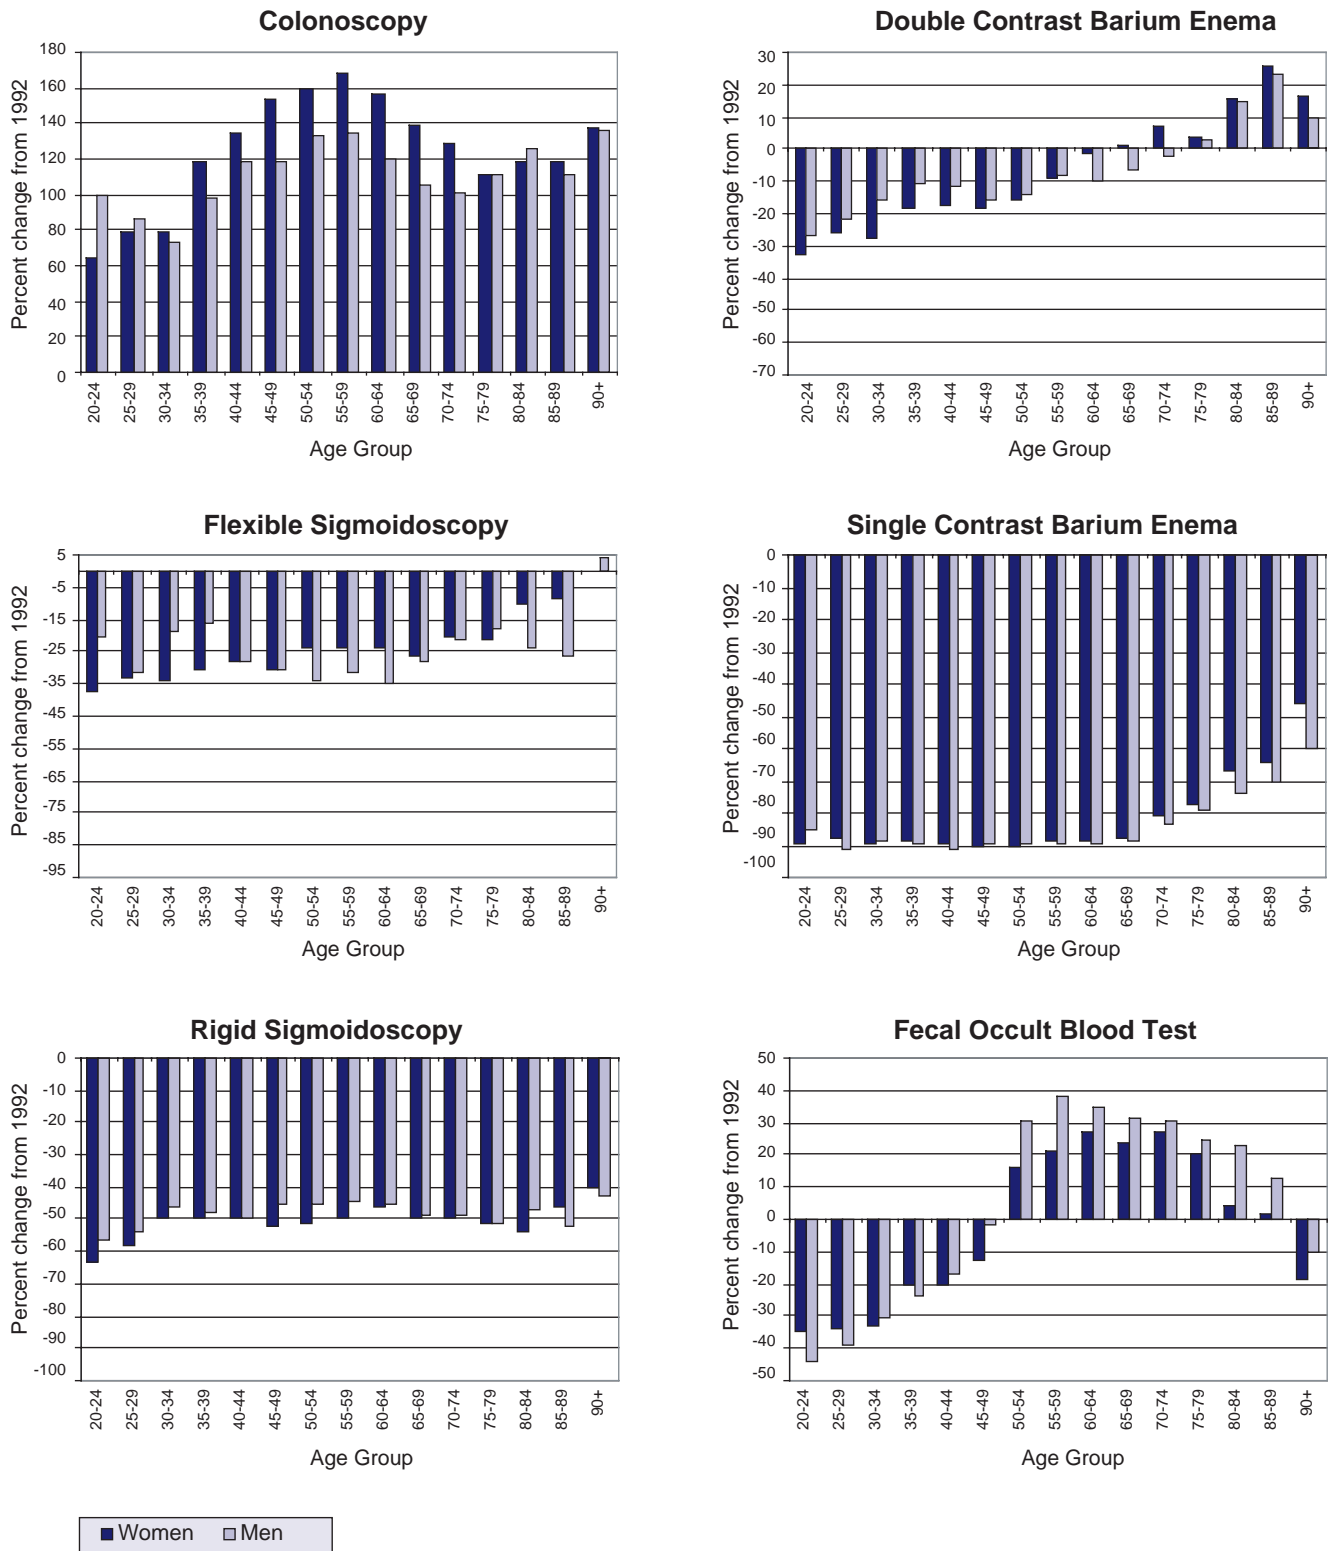 Colonoscopy
Percent change from 1992
180
160
140
120
100
80
60
40
20
0
20-24 25-29 30-34 35-39 40-44 45-49 50-54 55-59 60-64 65-69 70-74 75-79 80-84 85-89 90+
Age Group
Double Contrast Barium Enema
Percent change from 1992
30
20
10
0
-10
-20
-30
-40
-50
-60
-70
20-24 25-29 30-34 35-39 40-44 45-49 50-54 55-59 60-64 65-69 70-74 75-79 80-84 85-89 90+
Age Group
Flexible Sigmoidoscopy
Percent change from 1992
5
-5
-15
-25
-35
-45
-55
-65
-75
-85
-95
20-24 25-29 30-34 35-39 40-44 45-49 50-54 55-59 60-64 65-69 70-74 75-79 80-84 85-89 90+
Age Group
Single Contrast Barium Enema
Percent change from 1992
0
-10
-20
-30
-40
-50
-60
-70
-80
-90
-100
20-24 25-29 30-34 35-39 40-44 45-49 50-54 55-59 60-64 65-69 70-74 75-79 80-84 85-89 90+
Age Group
Rigid Sigmoidoscopy
Percent change from 1992
0
-10
-20
-30
-40
-50
-60
-70
-80
-90
-100
20-24 25-29 30-34 35-39 40-44 45-49 50-54 55-59 60-64 65-69 70-74 75-79 80-84 85-89 90+
Age Group
Fecal Occult Blood Test
Percent change from 1992
50
40
30
20
10
0
-10
-20
-30
-40
-50
20-24 25-29 30-34 35-39 40-44 45-49 50-54 55-59 60-64 65-69 70-74 75-79 80-84 85-89 90+
Age Group
Women Men